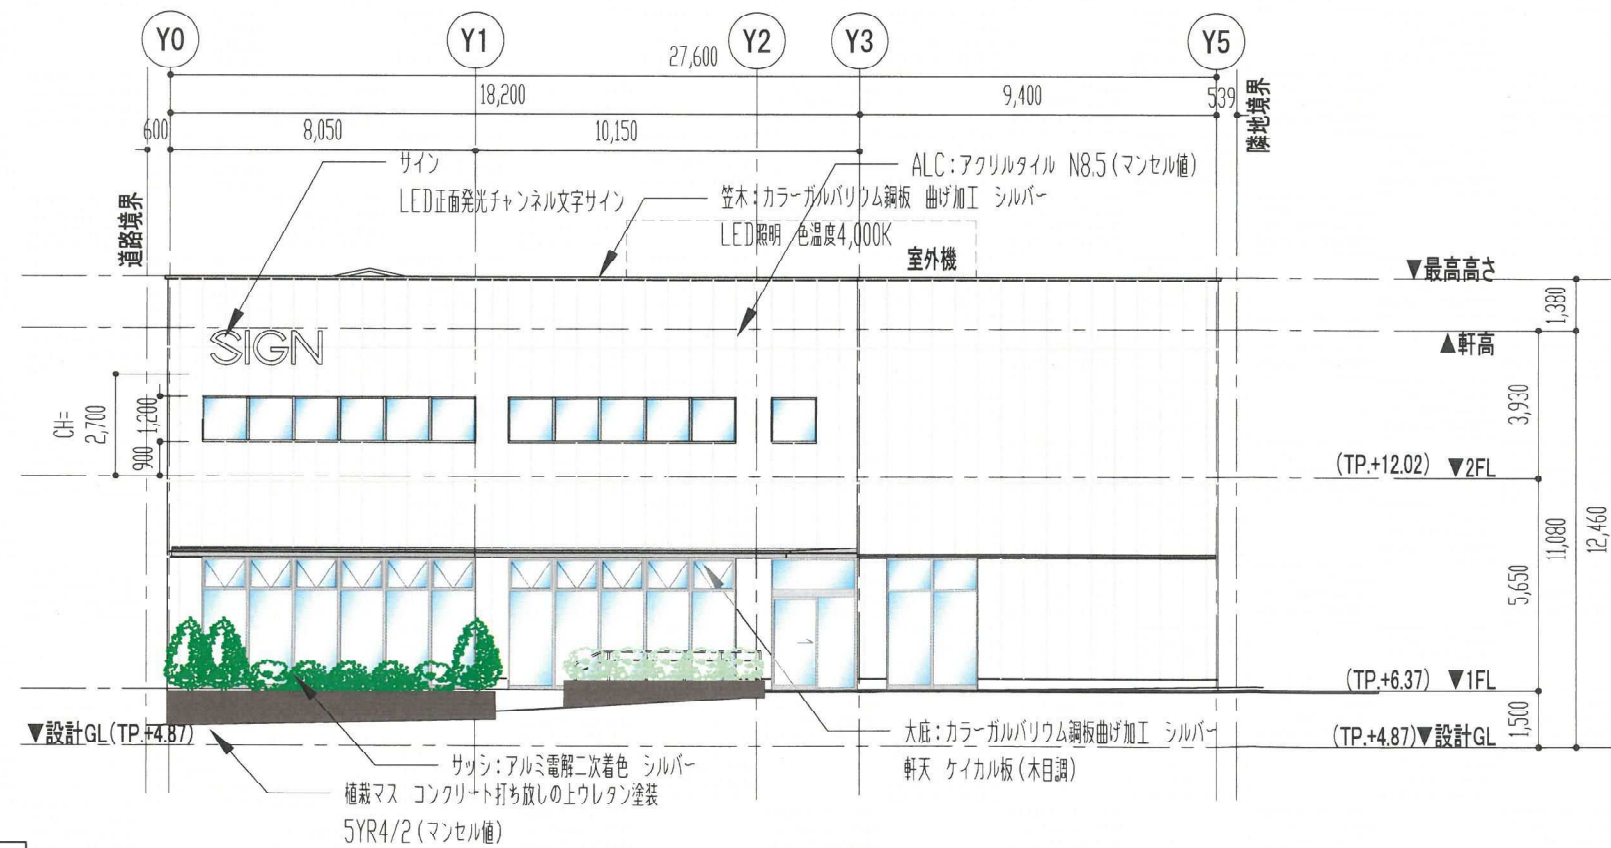 Y0 Y1 Y2 Y3 Y5
27,600
18,200 9,400 539
600 8,050 10,150
隣地境界
道路境界
サイン
LED正面発光チャンネル文字サイン
ALC:アクリルタイル N8.5(マンセル値)
笠木:カラーガルバリウム鋼板 曲げ加工 シルバー
LED照明 色温度4,000K
室外機
▼最高高さ
1,380
▲軒高
SIGN
CH=
2,700
1,200
900
3,930
(TP.+12.02) ▼2FL
11,080
12,460
5,650
(TP.+6.37) ▼1FL
1,500
▼設計GL(TP.+4.87)
(TP.+4.87)▼設計GL
大庇:カラーガルバリウム鋼板曲げ加工 シルバー
軒天 ケイカル板(木目調)
サッシ:アルミ電解二次着色 シルバー
植栽マス コンクリート打ち放しの上ウレタン塗装
5YR4/2(マンセル値)